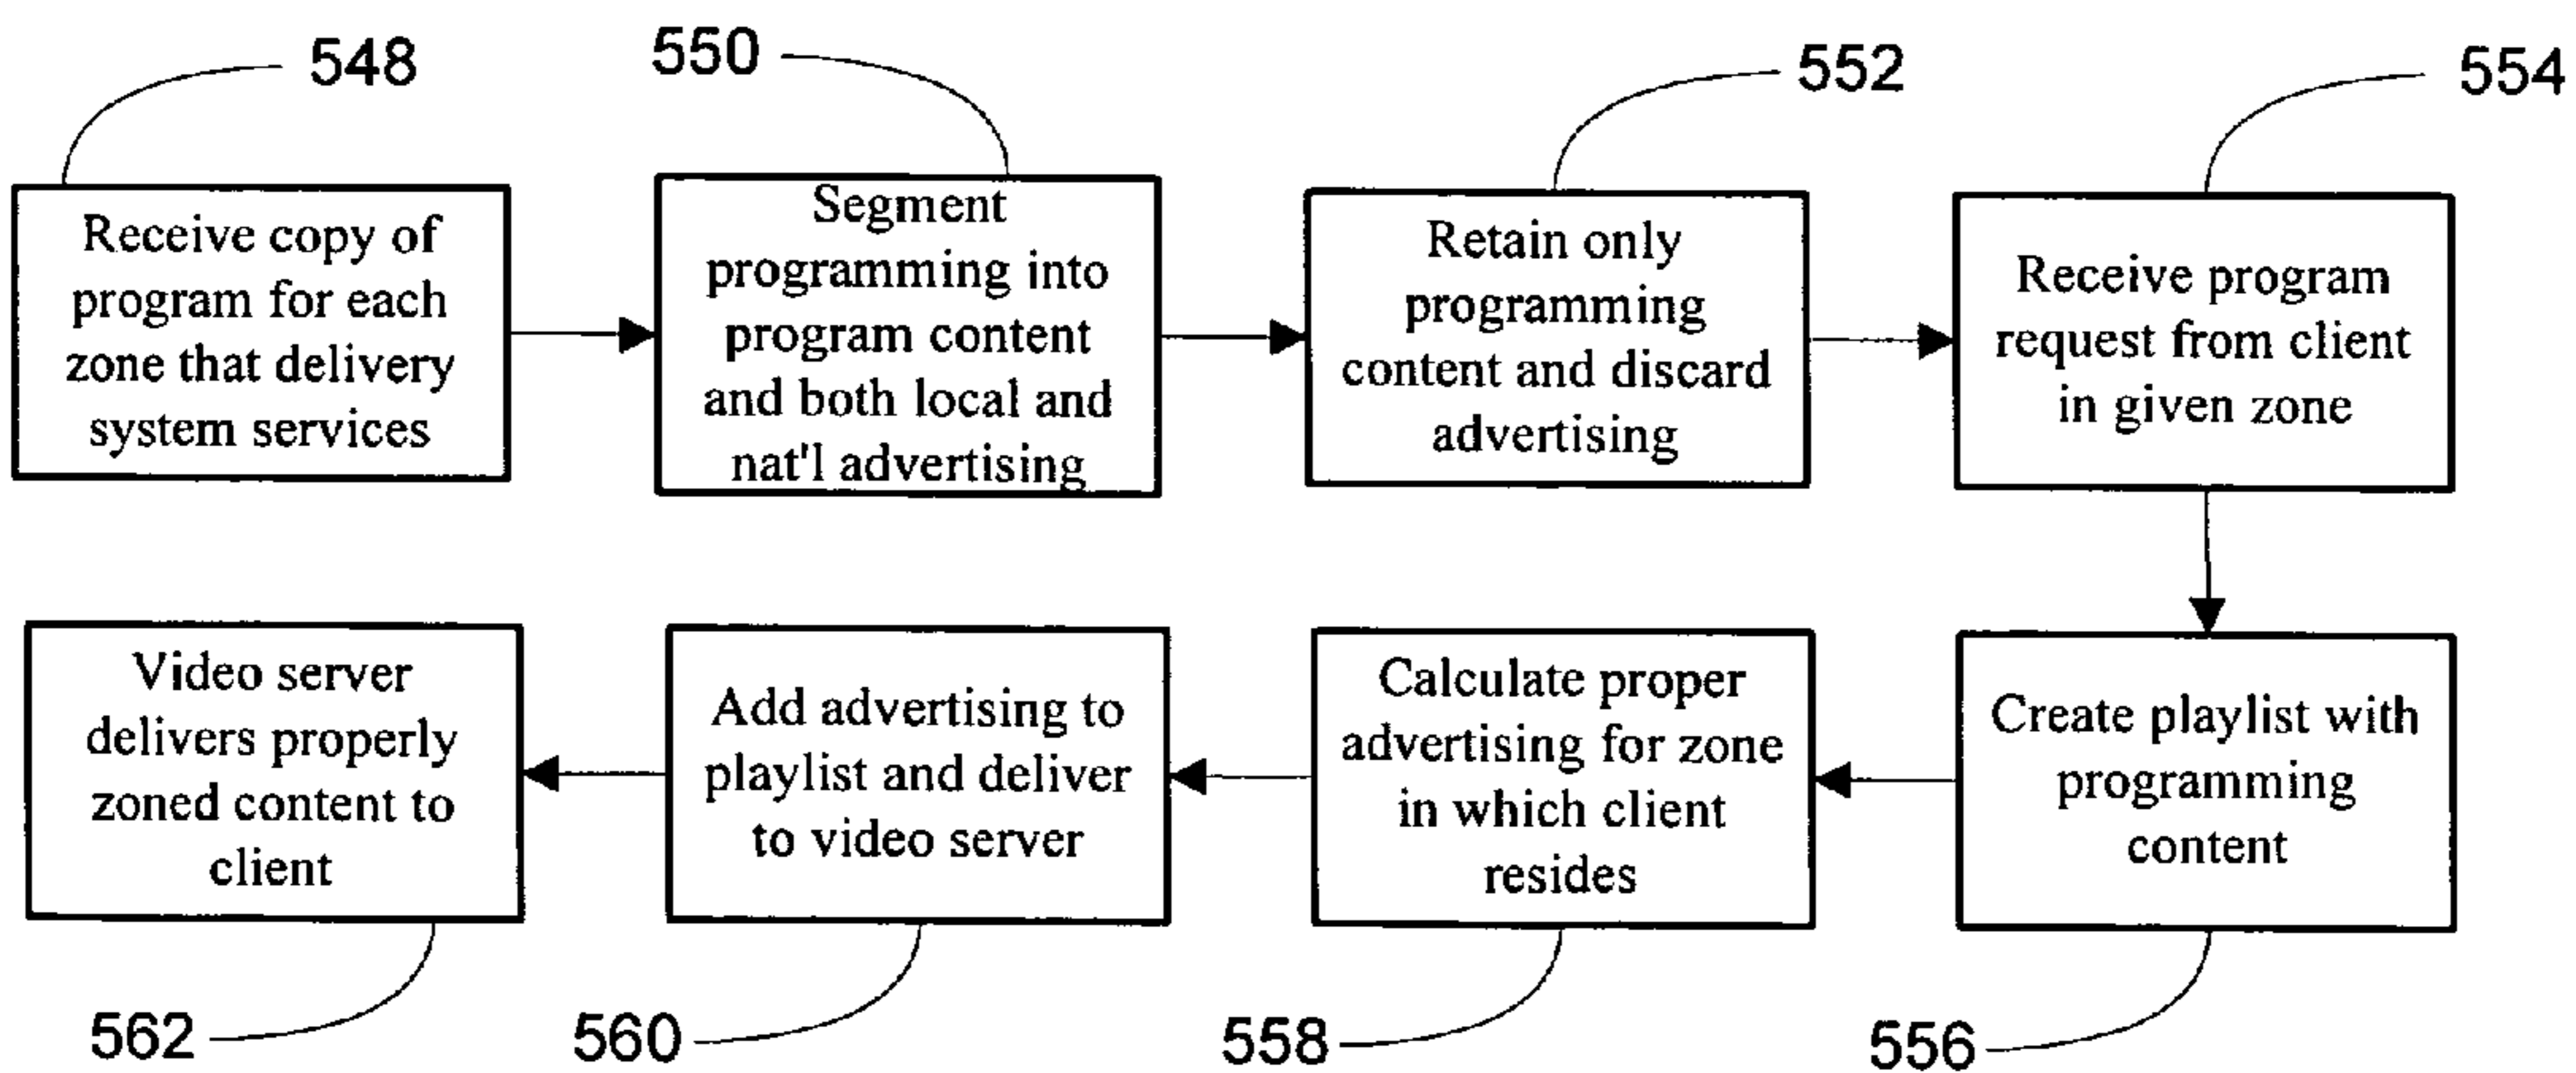 548
550
552
554
Receive copy of
program for each
zone that delivery
system services
Segment
programming into
program content
and both local and
nat'l advertising
Retain only
programming
content and discard
advertising
Receive program
request from client
in given zone
Create playlist with
programming
content
Calculate proper
advertising for zone
in which client
resides
Add advertising to
playlist and deliver
to video server
Video server
delivers properly
zoned content to
client
562
560
558
556